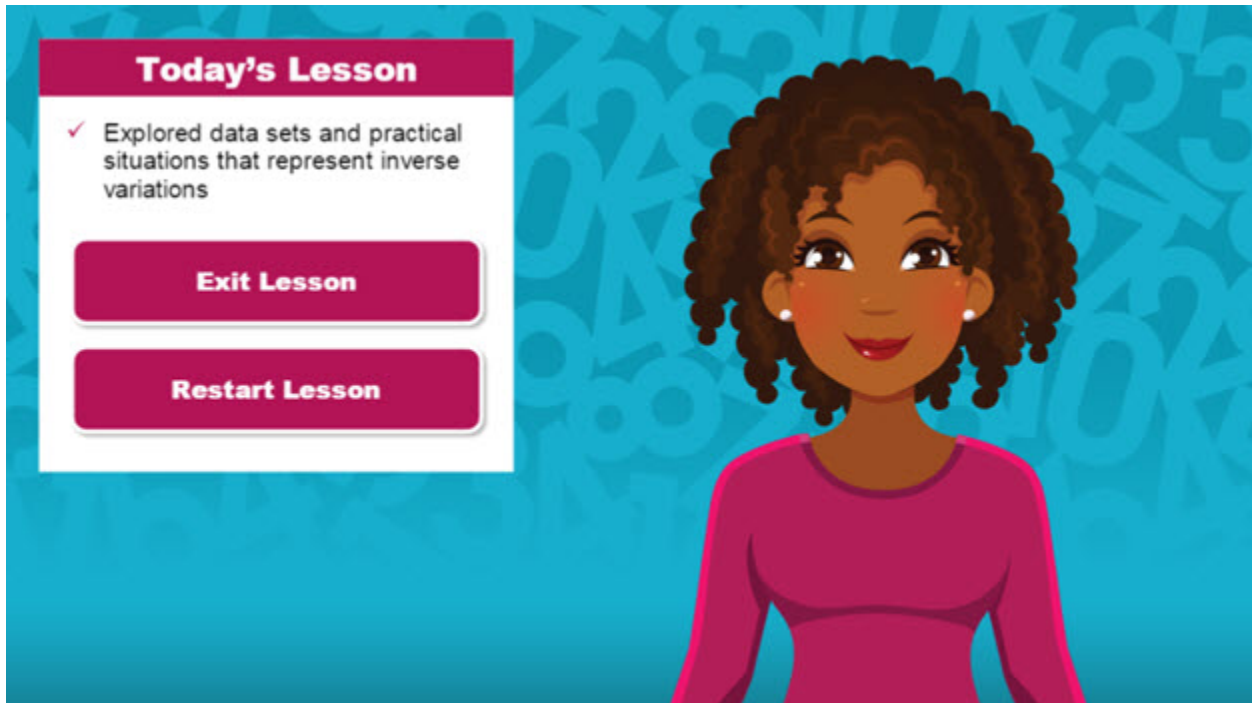 Today's Lesson
✓ Explored data sets and practical
situations that represent inverse
variations
Exit Lesson
Restart Lesson